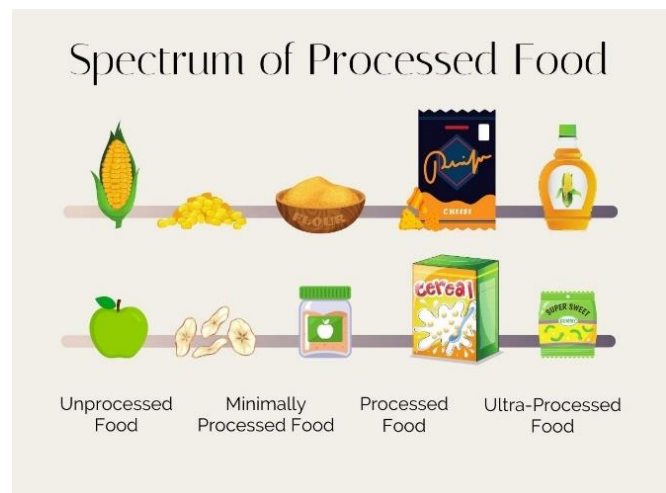 Spectrum of Processed Food
FLOUR
CHEESE
cereal
SUPER SWEET
Unprocessed
Food
Minimally
Processed Food
Processed
Food
Ultra-Processed
Food